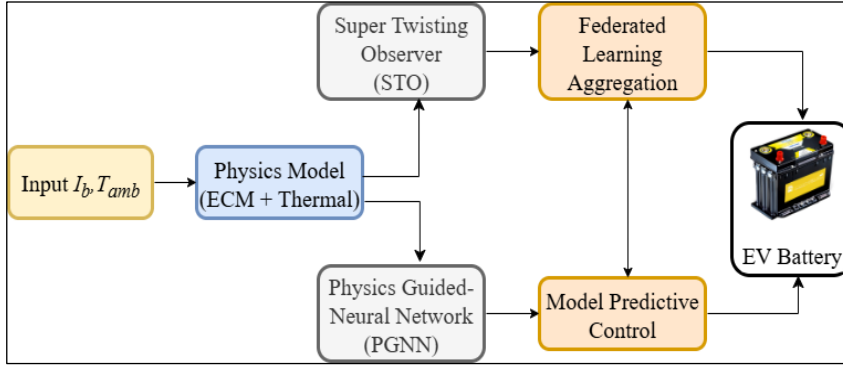 Super Twisting
Observer
(STO)
Federated
Learning
Aggregation
Input I_b, T_amb
Physics Model
(ECM + Thermal)
EV Battery
Physics Guided-
Neural Network
(PGNN)
Model Predictive
Control